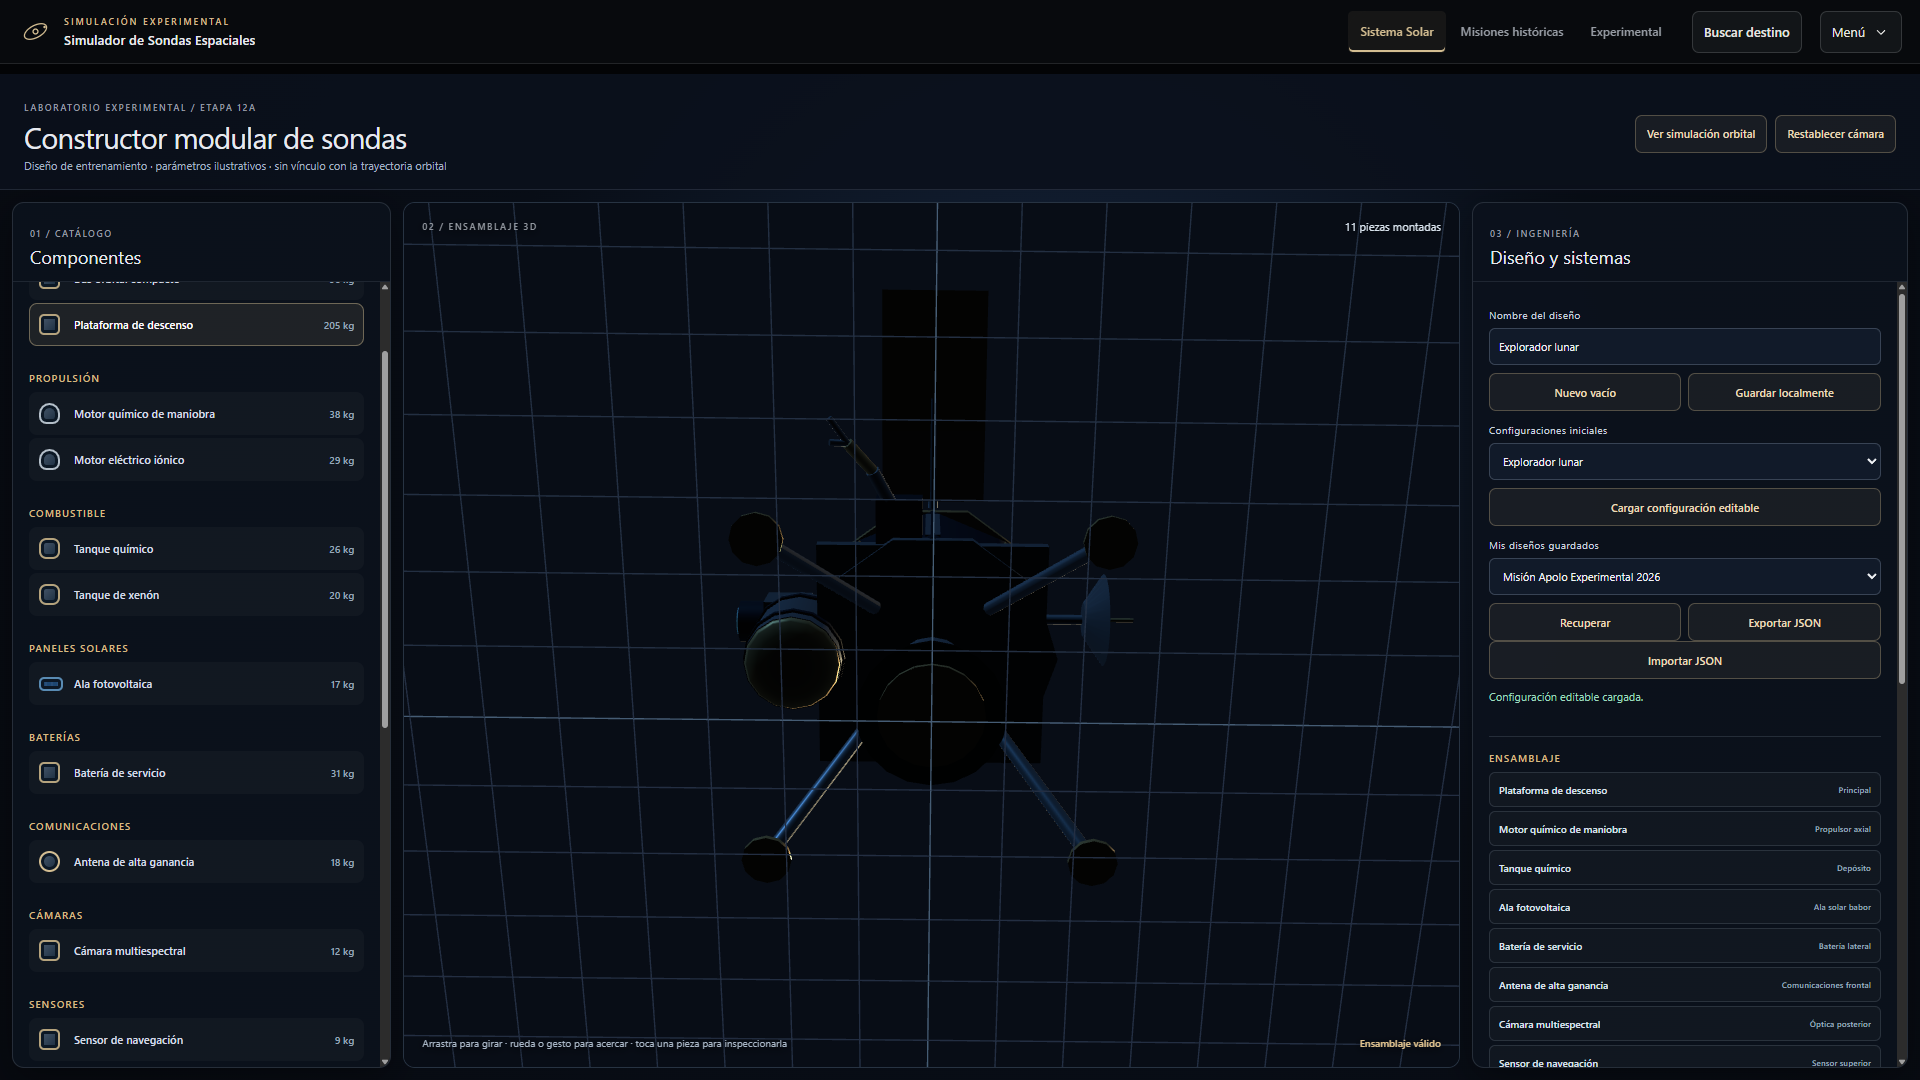 SIMULACIÓN EXPERIMENTAL
Simulador de Sondas Espaciales
Sistema Solar
Misiones históricas
Experimental
Buscar destino
Menú
LABORATORIO EXPERIMENTAL / ETAPA 12A
Constructor modular de sondas
Diseño de entrenamiento · parámetros ilustrativos · sin vínculo con la trayectoria orbital
Ver simulación orbital
Restablecer cámara
01 / CATÁLOGO
Componentes
Plataforma de descenso 205 kg
PROPULSIÓN
Motor químico de maniobra 38 kg
Motor eléctrico iónico 29 kg
COMBUSTIBLE
Tanque químico 26 kg
Tanque de xenón 20 kg
PANELES SOLARES
Ala fotovoltaica 17 kg
BATERÍAS
Batería de servicio 31 kg
COMUNICACIONES
Antena de alta ganancia 18 kg
CÁMARAS
Cámara multiespectral 12 kg
SENSORES
Sensor de navegación 9 kg
02 / ENSAMBLAJE 3D
11 piezas montadas
Arrastra para girar · rueda o gesto para acercar · toca una pieza para inspeccionarla
Ensamblaje válido
03 / INGENIERÍA
Diseño y sistemas
Nombre del diseño
Explorador lunar
Nuevo vacío
Guardar localmente
Configuraciones iniciales
Explorador lunar
Cargar configuración editable
Mis diseños guardados
Misión Apolo Experimental 2026
Recuperar
Exportar JSON
Importar JSON
Configuración editable cargada.
ENSAMBLAJE
Plataforma de descenso Principal
Motor químico de maniobra Propulsor axial
Tanque químico Depósito
Ala fotovoltaica Ala solar babor
Batería de servicio Batería lateral
Antena de alta ganancia Comunicaciones frontal
Cámara multiespectral Óptica posterior
Sensor de navegación Sensor superior